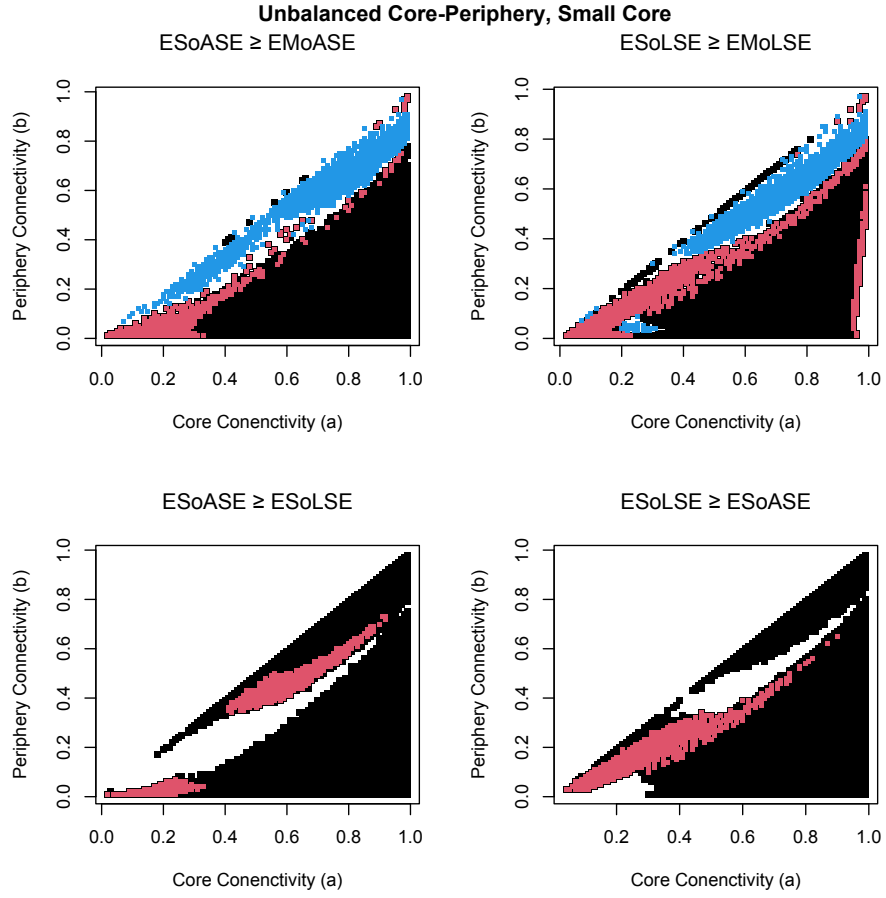 Unbalanced Core-Periphery, Small Core
ESoASE ≥ EMoASE
ESoLSE ≥ EMoLSE
Periphery Connectivity (b)
0.0 0.2 0.4 0.6 0.8 1.0
0.0 0.2 0.4 0.6 0.8 1.0
Core Conenctivity (a)
Periphery Connectivity (b)
0.0 0.2 0.4 0.6 0.8 1.0
0.0 0.2 0.4 0.6 0.8 1.0
Core Conenctivity (a)
ESoASE ≥ ESoLSE
ESoLSE ≥ ESoASE
Periphery Connectivity (b)
0.0 0.2 0.4 0.6 0.8 1.0
0.0 0.2 0.4 0.6 0.8 1.0
Core Conenctivity (a)
Periphery Connectivity (b)
0.0 0.2 0.4 0.6 0.8 1.0
0.2 0.4 0.6 0.8 1.0
Core Conenctivity (a)